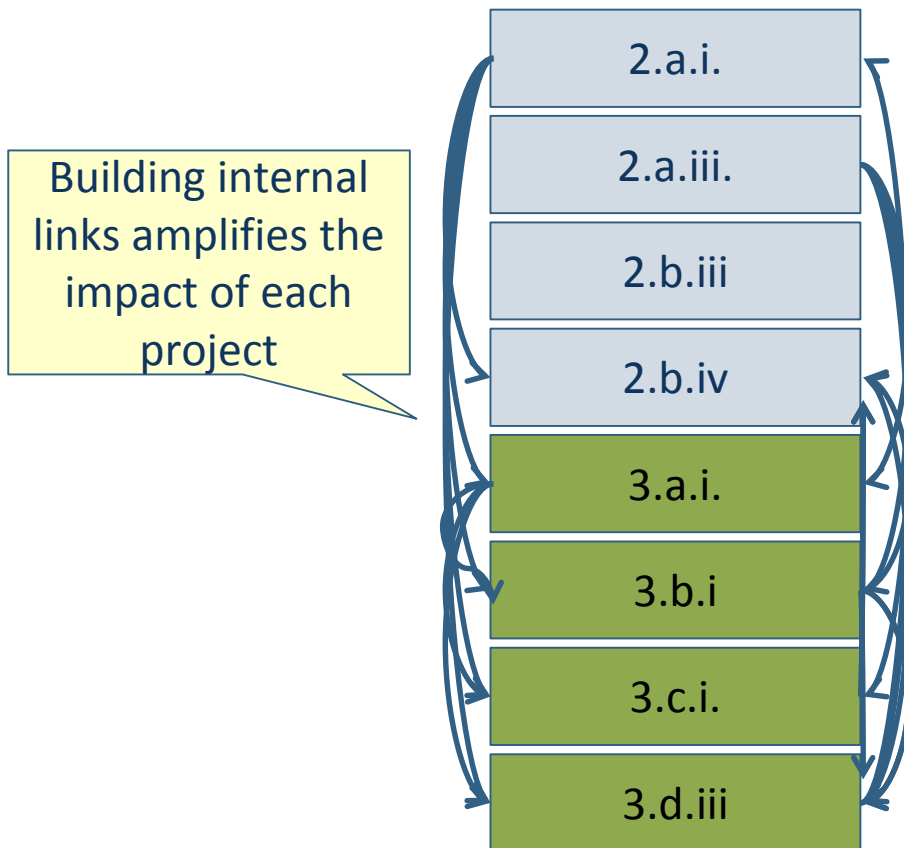 2.a.i.
2.a.iii.
Building internal
links amplifies the
impact of each
project
2.b.iii
2.b.iv
3.a.i.
3.b.i
3.c.i.
3.d.iii